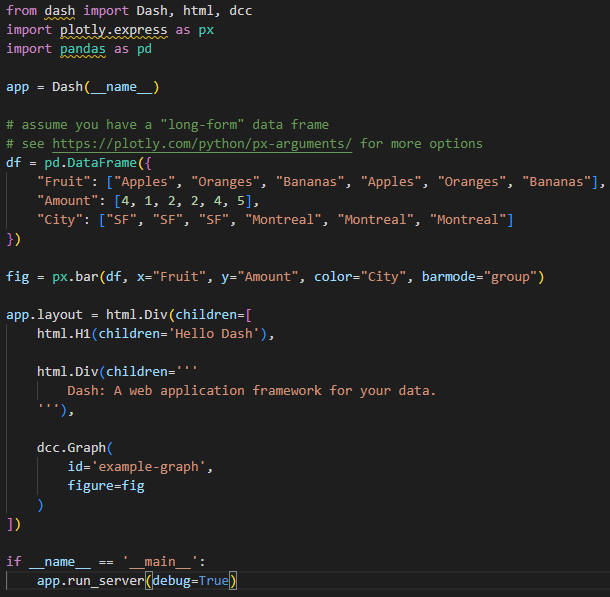 from dash import Dash, html, dcc
import plotly.express as px
import pandas as pd
app = Dash(__name__)
# assume you have a "long-form" data frame
# see https://plotly.com/python/px-arguments/ for more options
df = pd.DataFrame({
    "Fruit": ["Apples", "Oranges", "Bananas", "Apples", "Oranges", "Bananas"],
    "Amount": [4, 1, 2, 2, 4, 5],
    "City": ["SF", "SF", "SF", "Montreal", "Montreal", "Montreal"]
})
fig = px.bar(df, x="Fruit", y="Amount", color="City", barmode="group")
app.layout = html.Div(children=[
    html.H1(children='Hello Dash'),
    html.Div(children='''
        Dash: A web application framework for your data.
    '''),
    dcc.Graph(
        id='example-graph',
        figure=fig
    )
])
if __name__ == '__main__':
    app.run_server(debug=True)